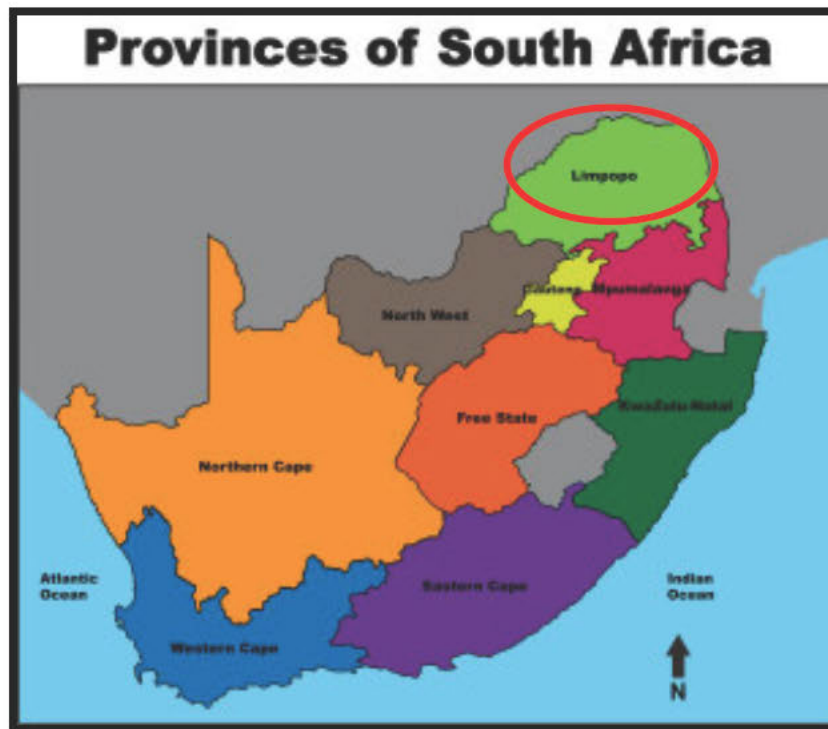 Provinces of South Africa
Limpopo
Gauteng
Mpumalanga
North West
KwaZulu-Natal
Free State
Northern Cape
Atlantic
Ocean
Eastern Cape
Indian
Ocean
Western Cape
N